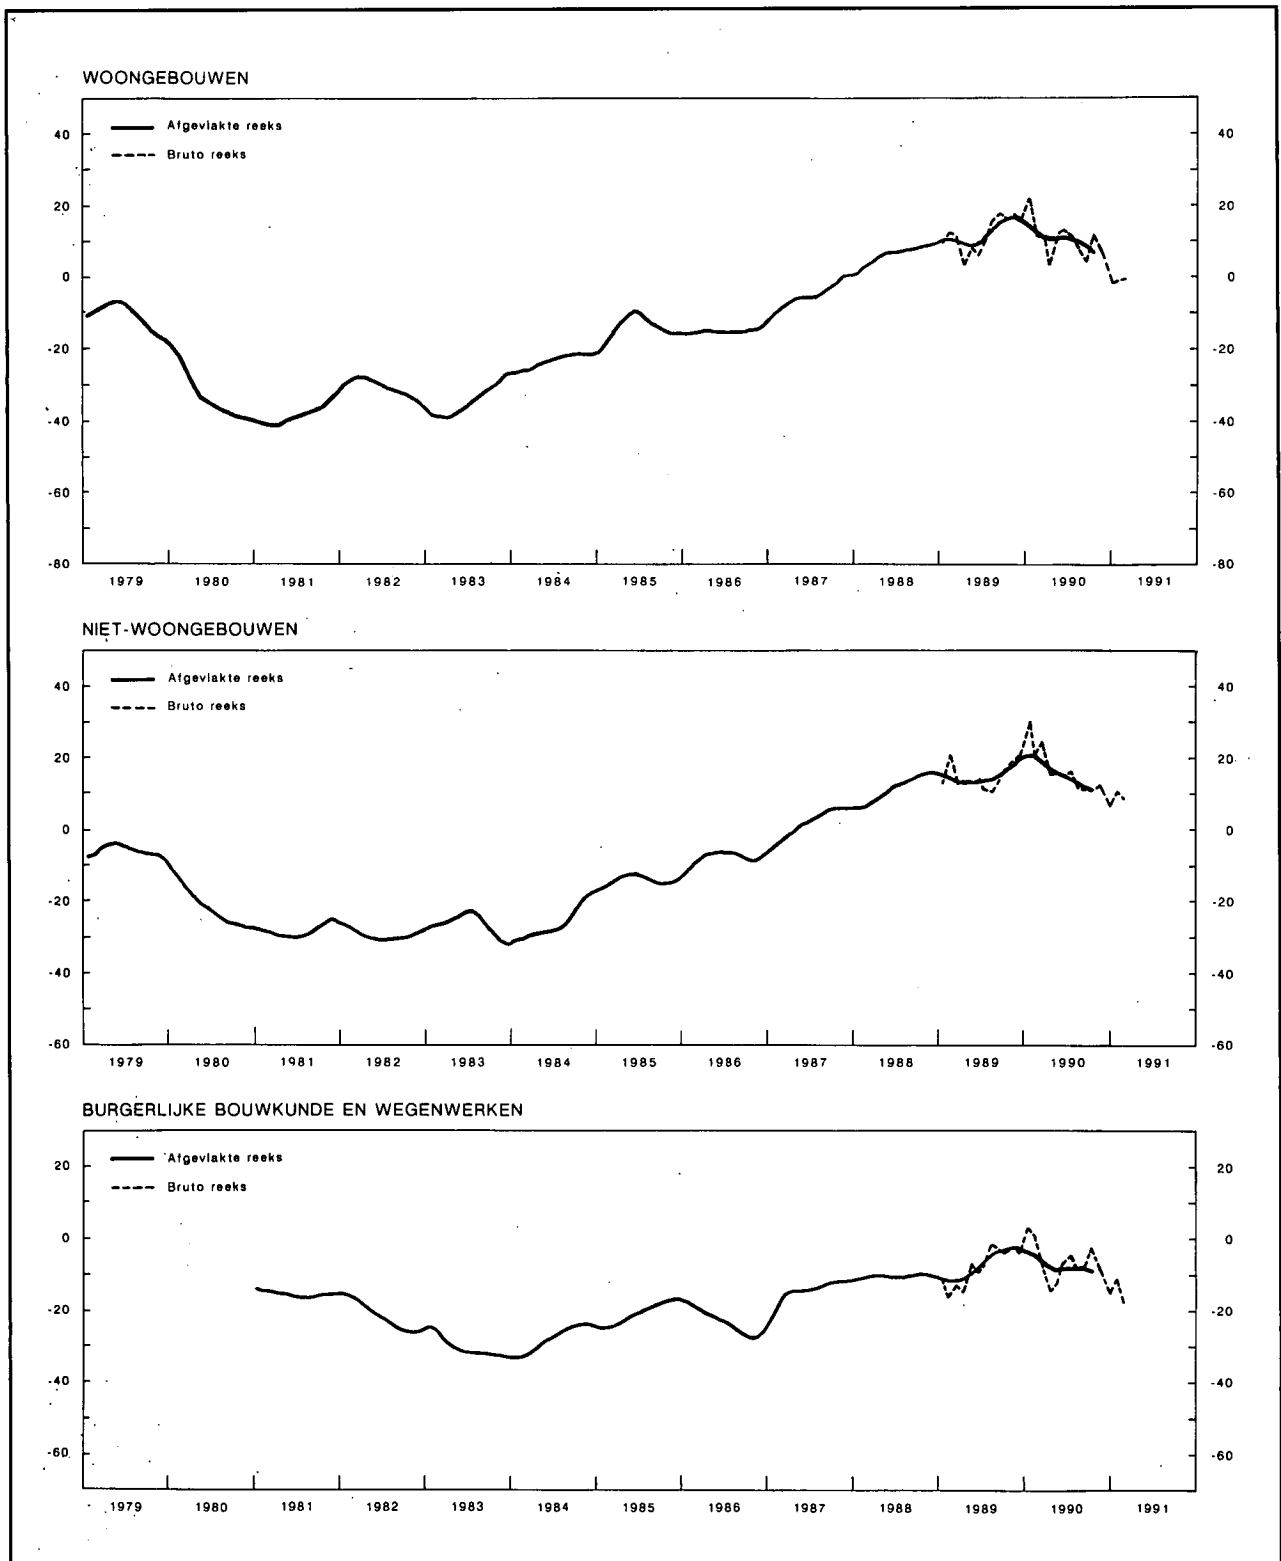 WOONGEBOUWEN
Afgevlakte reeks
Bruto reeks
40 40
20 20
0 0
-20 -20
-40 -40
-60 -60
-80 -80
1979 1980 1981 1982 1983 1984 1985 1986 1987 1988 1989 1990 1991
NIET-WOONGEBOUWEN
Afgevlakte reeks
Bruto reeks
40 40
20 20
0 0
-20 -20
-40 -40
-60 -60
1979 1980 1981 1982 1983 1984 1985 1986 1987 1988 1989 1990 1991
BURGERLIJKE BOUWKUNDE EN WEGENWERKEN
Afgevlakte reeks
Bruto reeks
20 20
0 0
-20 -20
-40 -40
-60 -60
1979 1980 1981 1982 1983 1984 1985 1986 1987 1988 1989 1990 1991